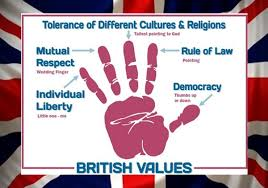 Tolerance of Different Cultures & Religions
Tallest pointing to God
Mutual
Respect
Wedding Finger
Rule of Law
Pointing
Individual
Liberty
Little one - me
Democracy
Thumbs up
or down
BRITISH VALUES